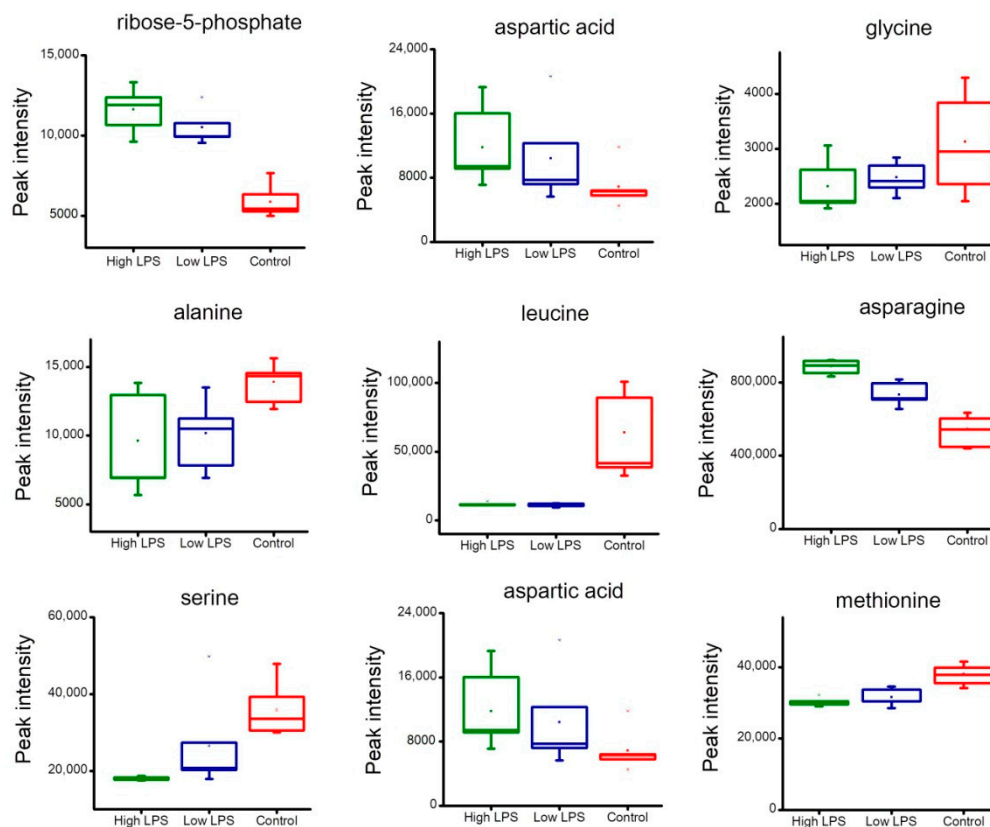 ribose-5-phosphate
Peak intensity
15,000
10,000
5000
High LPS Low LPS Control
aspartic acid
Peak intensity
24,000
16,000
8000
0
High LPS Low LPS Control
glycine
Peak intensity
4000
3000
2000
High LPS Low LPS Control
alanine
Peak intensity
15,000
10,000
5000
High LPS Low LPS Control
leucine
Peak intensity
100,000
50,000
0
High LPS Low LPS Control
asparagine
Peak intensity
800,000
400,000
0
High LPS Low LPS Control
serine
Peak intensity
60,000
40,000
20,000
High LPS Low LPS Control
aspartic acid
Peak intensity
24,000
16,000
8000
0
High LPS Low LPS Control
methionine
Peak intensity
40,000
20,000
0
High LPS Low LPS Control